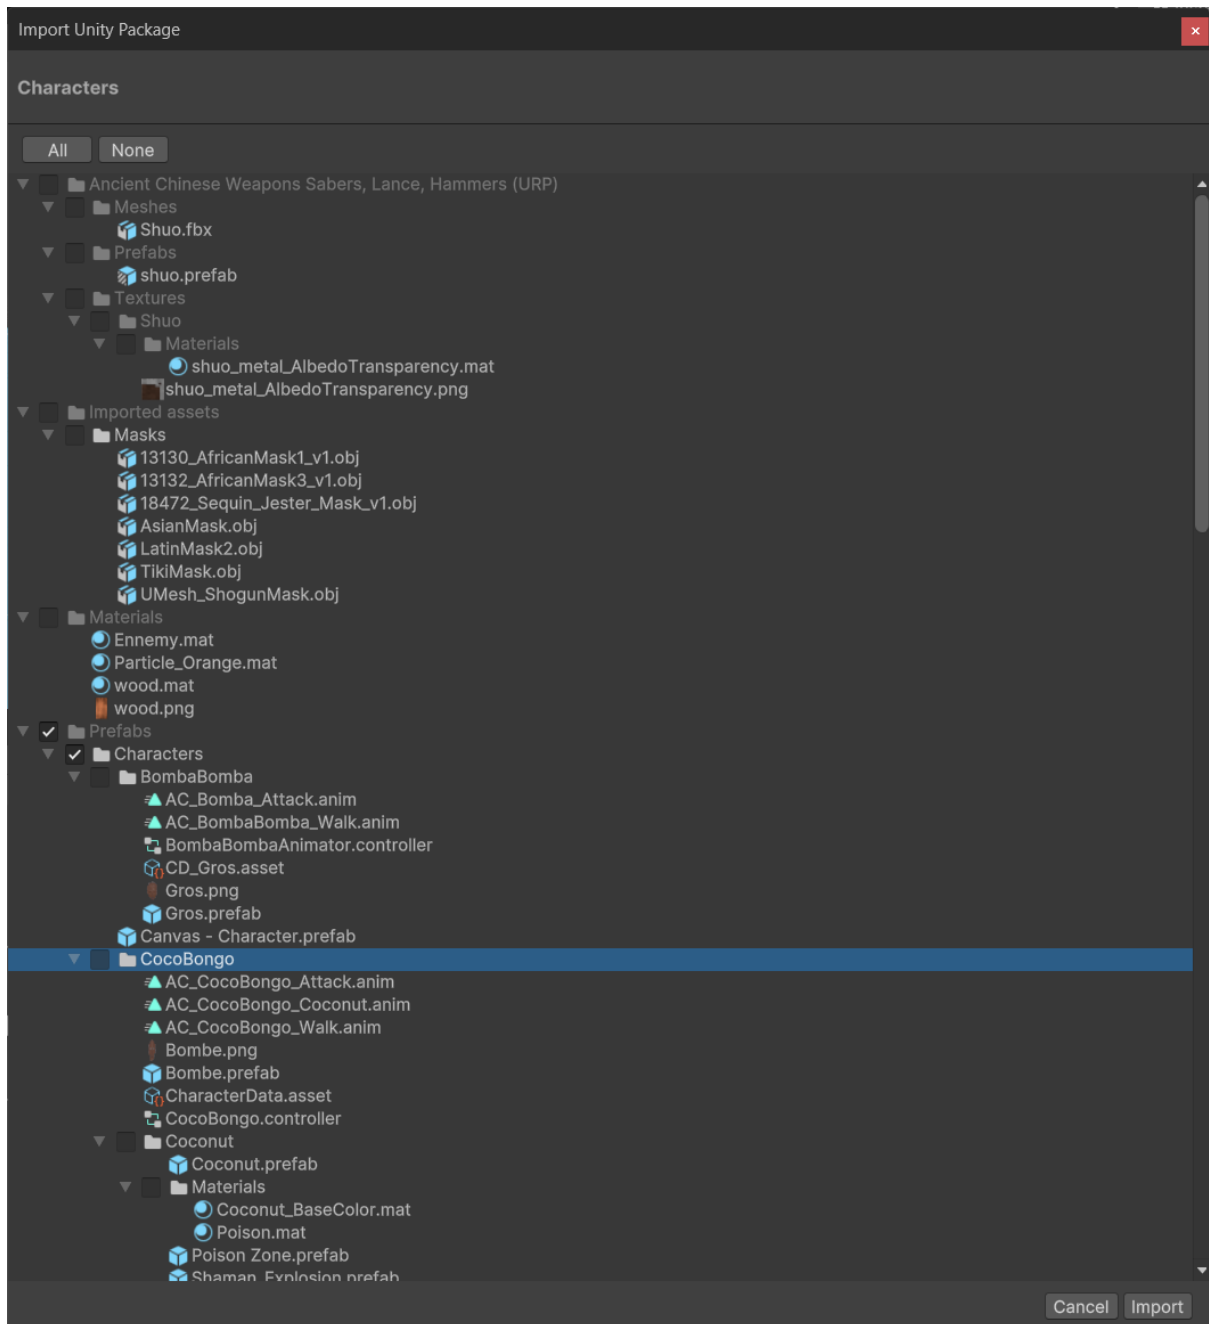 Import Unity Package
Characters
All None
Ancient Chinese Weapons Sabers, Lance, Hammers (URP)
Meshes
Shuo.fbx
Prefabs
shuo.prefab
Textures
Shuo
Materials
shuo_metal_AlbedoTransparency.mat
shuo_metal_AlbedoTransparency.png
Imported assets
Masks
13130_AfricanMask1_v1.obj
13132_AfricanMask3_v1.obj
18472_Sequin_Jester_Mask_v1.obj
AsianMask.obj
LatinMask2.obj
TikiMask.obj
UMesh_ShogunMask.obj
Materials
Ennemy.mat
Particle_Orange.mat
wood.mat
wood.png
Prefabs
Characters
BombaBomba
AC_Bomba_Attack.anim
AC_BombaBomba_Walk.anim
BombaBombaAnimator.controller
CD_Gros.asset
Gros.png
Gros.prefab
Canvas - Character.prefab
CocoBongo
AC_CocoBongo_Attack.anim
AC_CocoBongo_Coconut.anim
AC_CocoBongo_Walk.anim
Bombe.png
Bombe.prefab
CharacterData.asset
CocoBongo.controller
Coconut
Coconut.prefab
Materials
Coconut_BaseColor.mat
Poison.mat
Poison Zone.prefab
Shaman_Explosion.prefab
Cancel Import